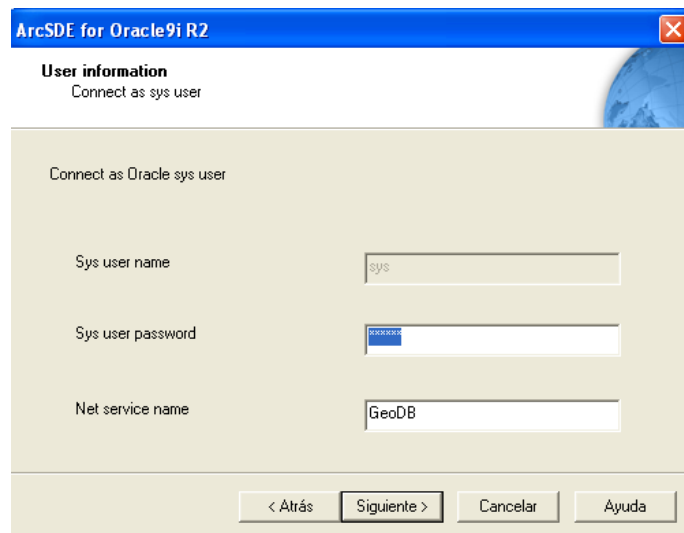 ArcSDE for Oracle9i R2
User information
Connect as sys user
Connect as Oracle sys user
Sys user name
sys
Sys user password
××××××
Net service name
GeoDB
< Atrás
Siguiente >
Cancelar
Ayuda